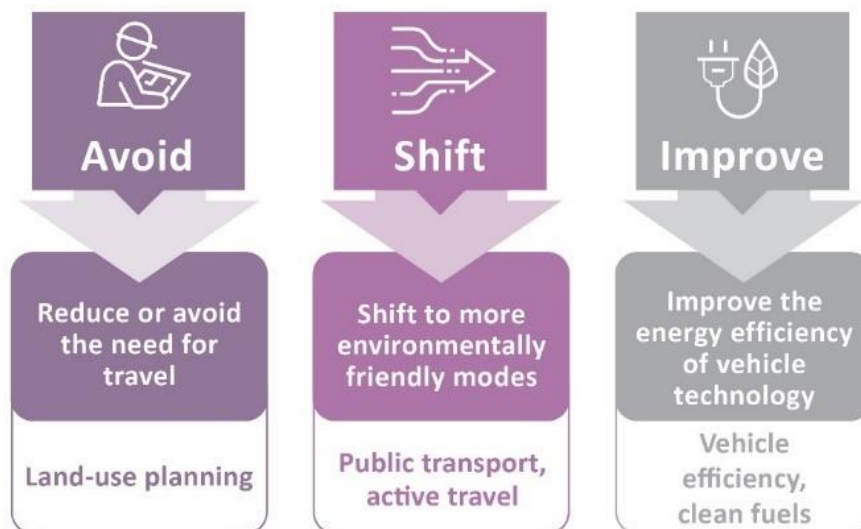 Avoid
Reduce or avoid
the need for
travel
Land-use planning
Shift
Shift to more
environmentally
friendly modes
Public transport,
active travel
Improve
Improve the
energy efficiency
of vehicle
technology
Vehicle
efficiency,
clean fuels